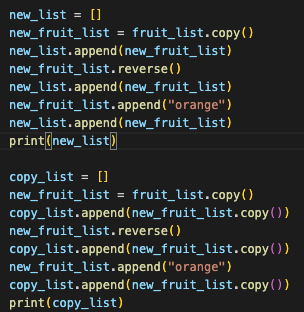 new_list = []
new_fruit_list = fruit_list.copy()
new_list.append(new_fruit_list)
new_fruit_list.reverse()
new_list.append(new_fruit_list)
new_fruit_list.append("orange")
new_list.append(new_fruit_list)
print(new_list)

copy_list = []
new_fruit_list = fruit_list.copy()
copy_list.append(new_fruit_list.copy())
new_fruit_list.reverse()
copy_list.append(new_fruit_list.copy())
new_fruit_list.append("orange")
copy_list.append(new_fruit_list.copy())
print(copy_list)